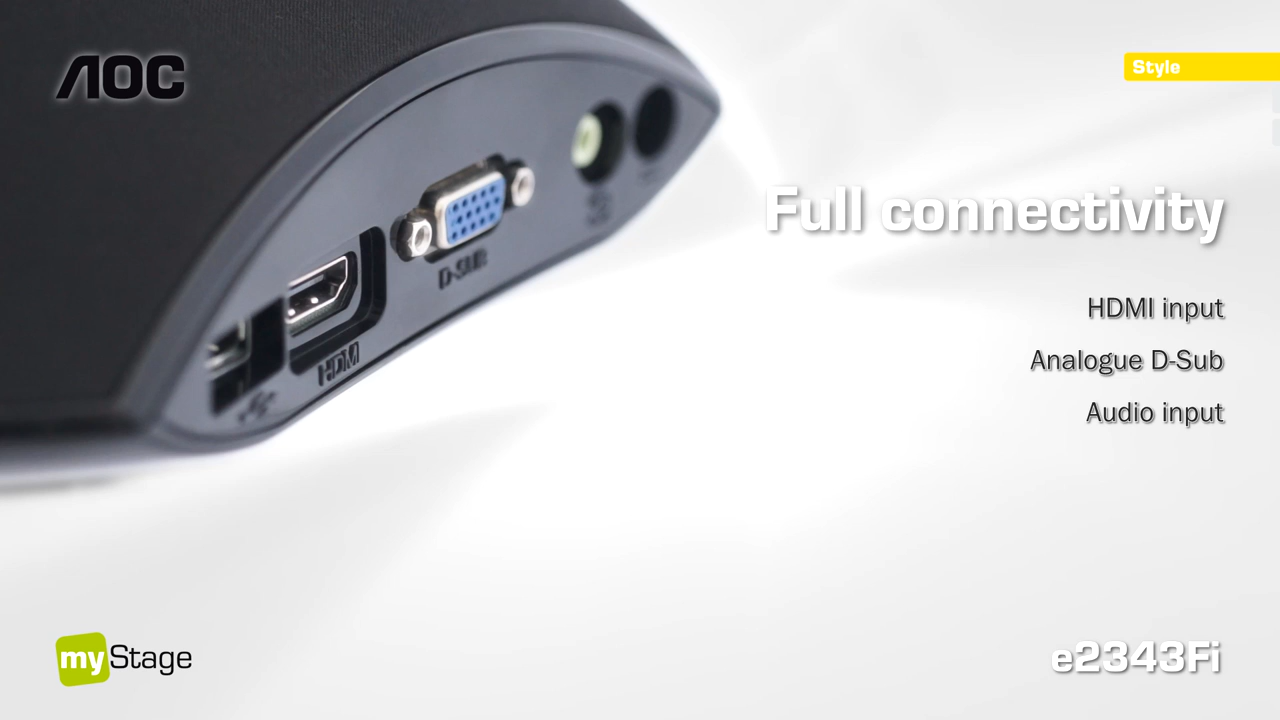 AOC
Style
Full connectivity
HDMI input
Analogue D-Sub
Audio input
D-SUB
HDMI
myStage
e2343Fi